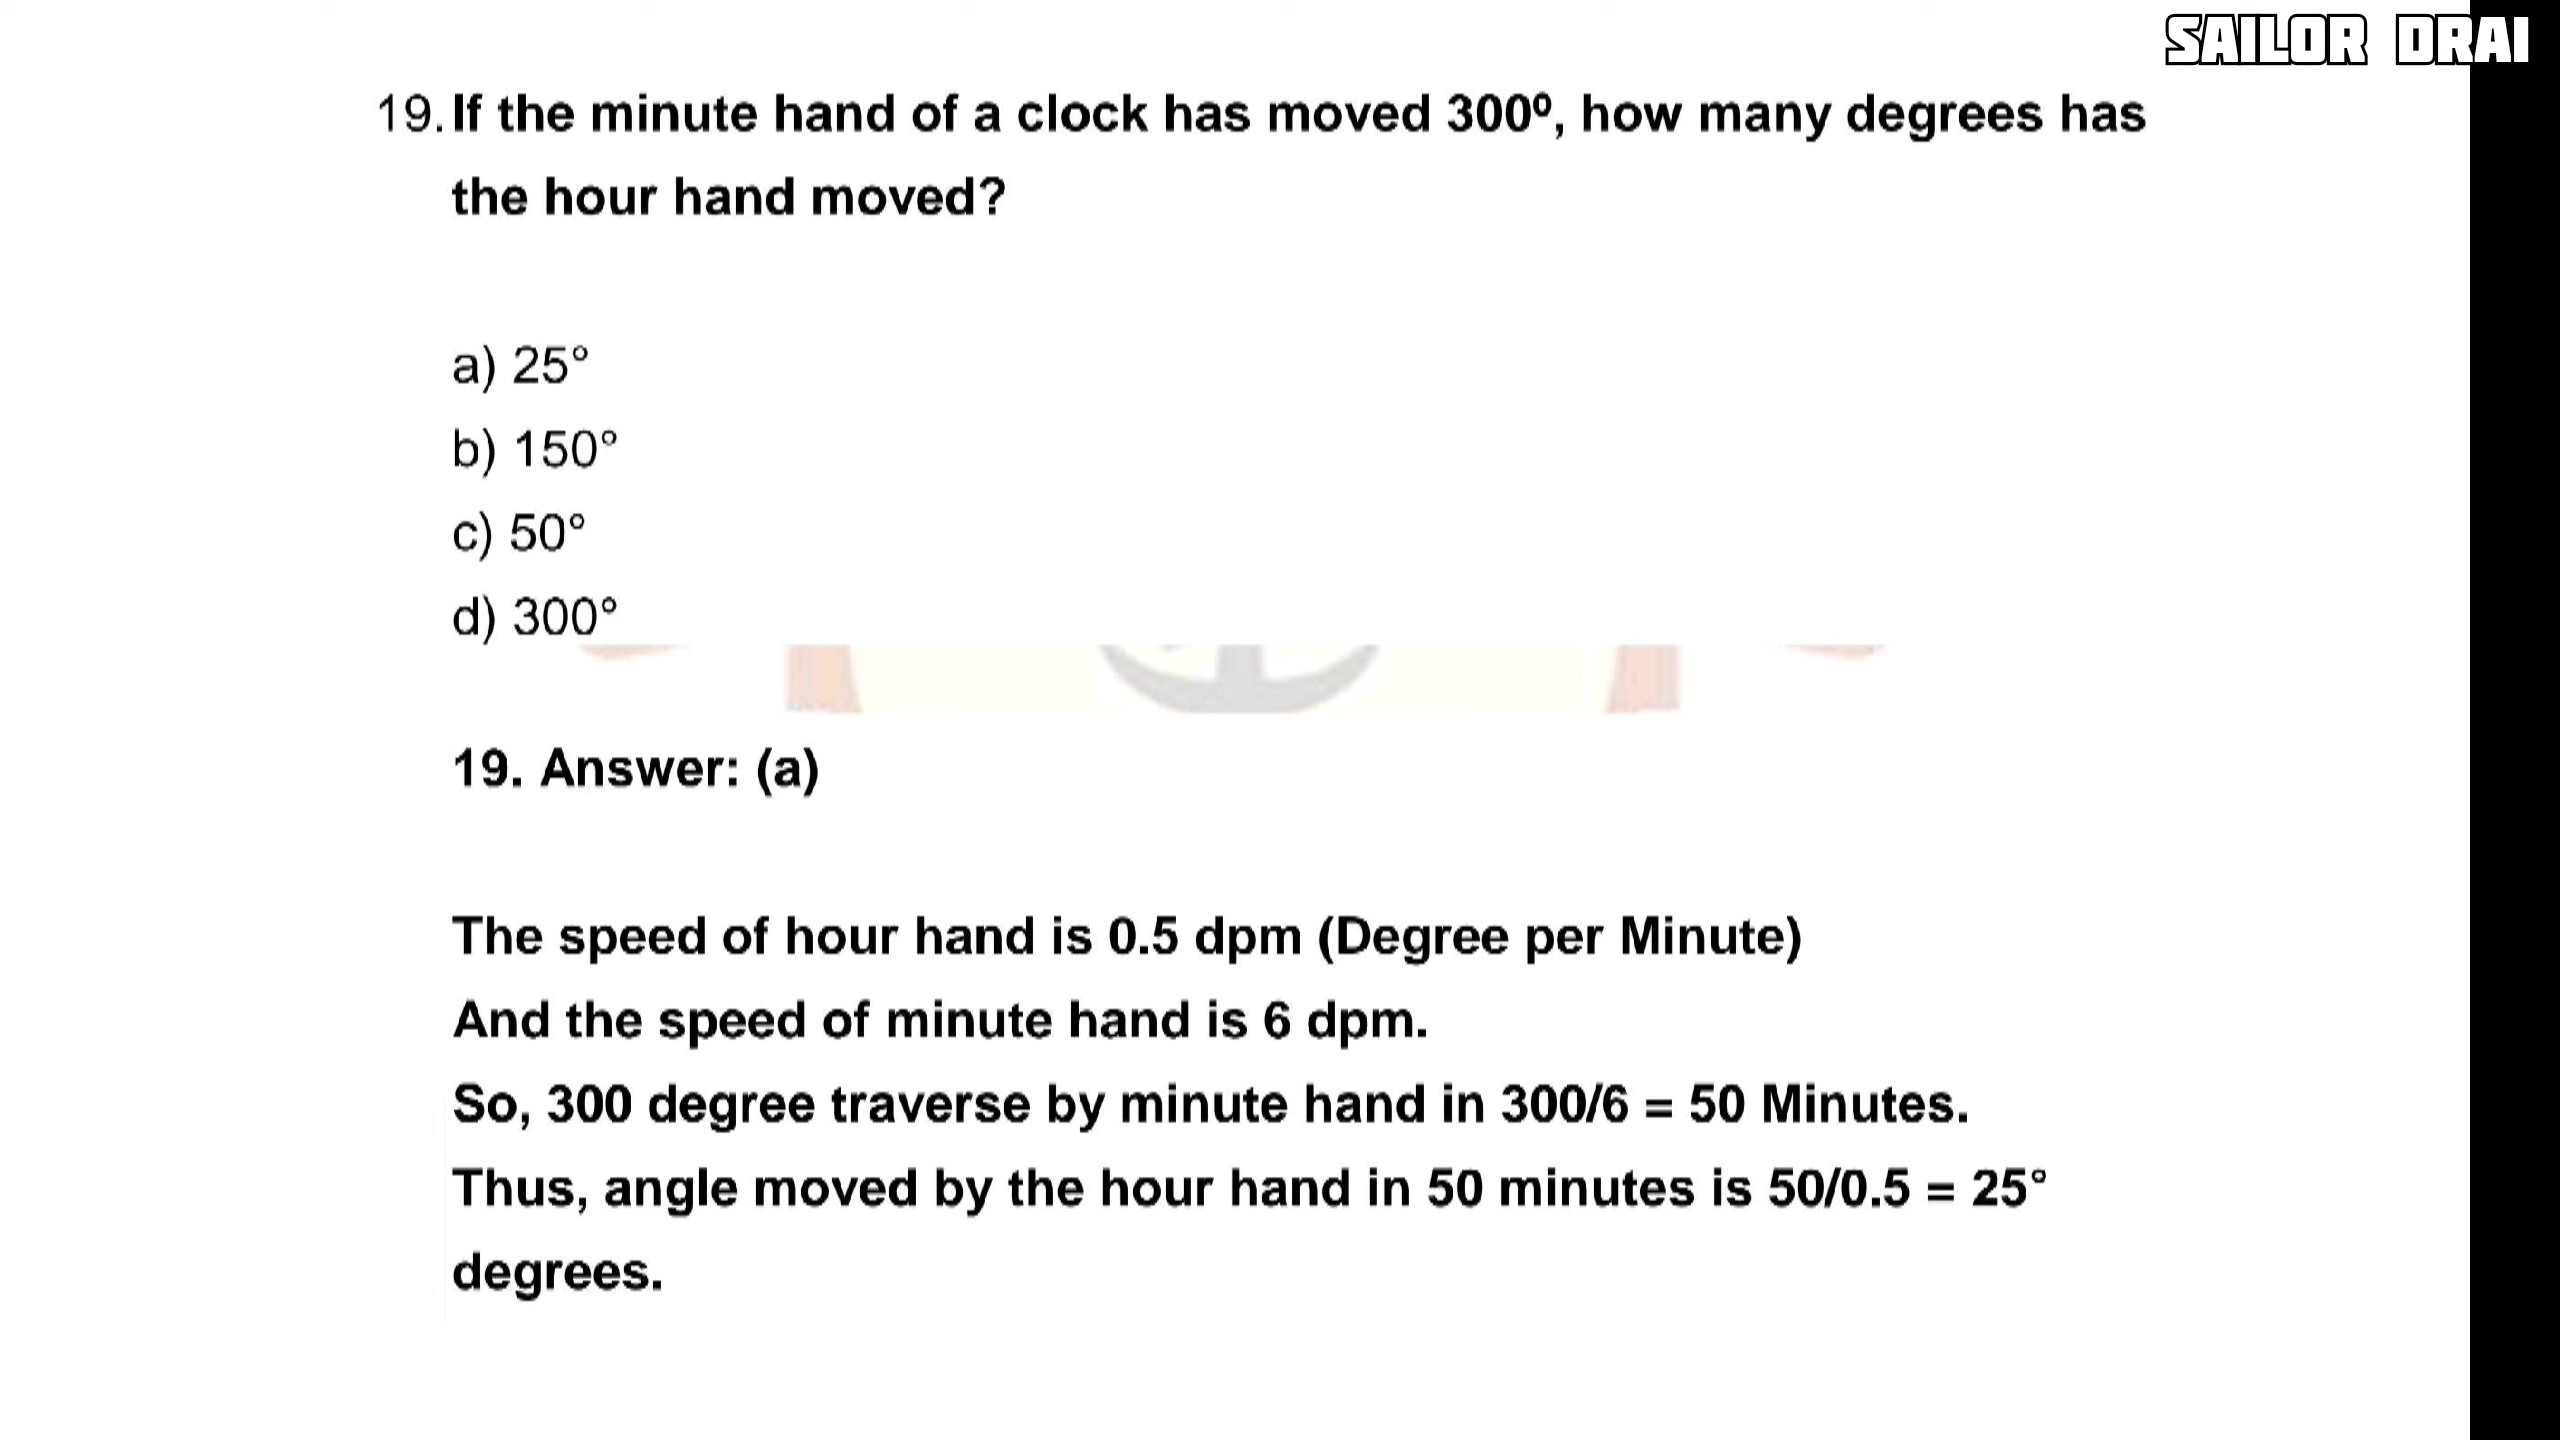 SAILOR DRAI
19. If the minute hand of a clock has moved 300⁰, how many degrees has
the hour hand moved?
a) 25°
b) 150°
c) 50°
d) 300°
19. Answer: (a)
The speed of hour hand is 0.5 dpm (Degree per Minute)
And the speed of minute hand is 6 dpm.
So, 300 degree traverse by minute hand in 300/6 = 50 Minutes.
Thus, angle moved by the hour hand in 50 minutes is 50/0.5 = 25°
degrees.